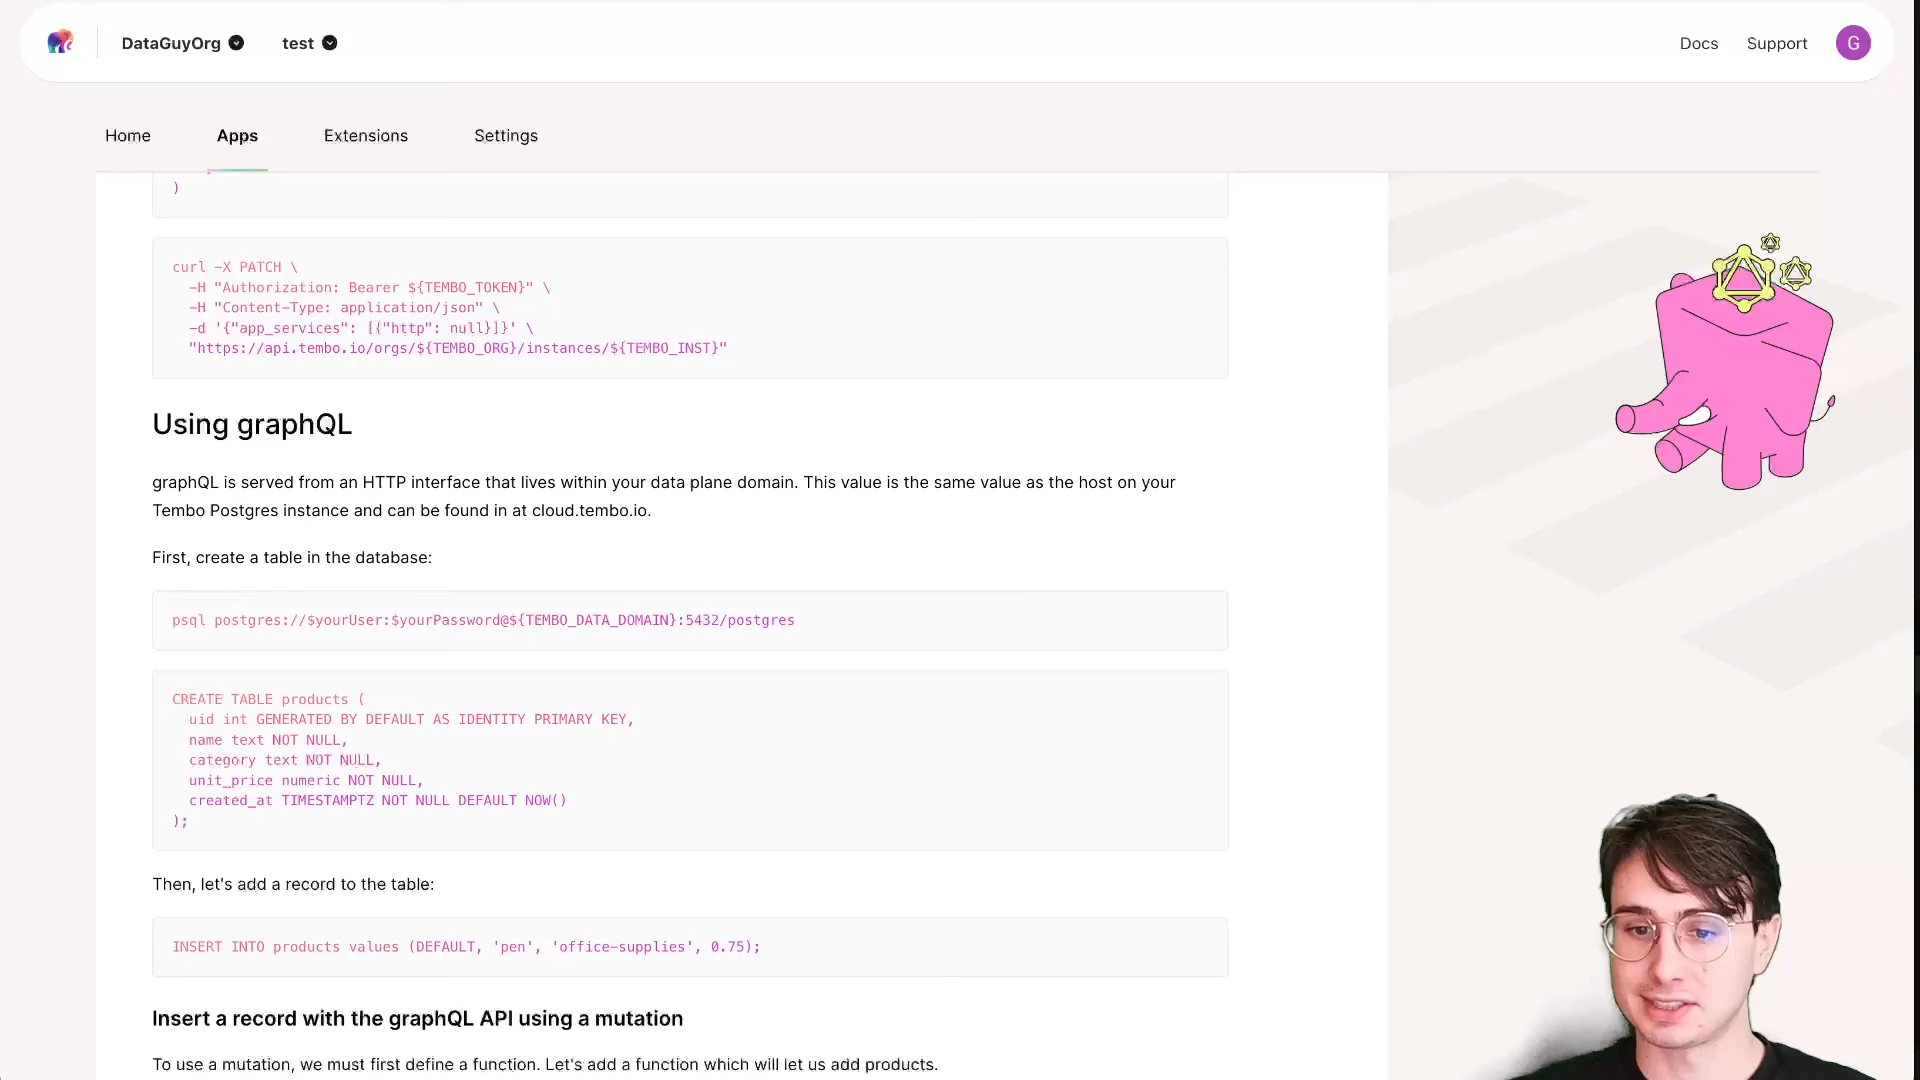 DataGuyOrg
test
Docs
Support
G
Home
Apps
Extensions
Settings
)
curl -X PATCH \
-H "Authorization: Bearer ${TEMBO_TOKEN}" \
-H "Content-Type: application/json" \
-d '{"app_services": [{"http": null}]}' \
"https://api.tembo.io/orgs/${TEMBO_ORG}/instances/${TEMBO_INST}"
Using graphQL
graphQL is served from an HTTP interface that lives within your data plane domain. This value is the same value as the host on your
Tembo Postgres instance and can be found in at cloud.tembo.io.
First, create a table in the database:
psql postgres://$yourUser:$yourPassword@${TEMBO_DATA_DOMAIN}:5432/postgres
CREATE TABLE products (
uid int GENERATED BY DEFAULT AS IDENTITY PRIMARY KEY,
name text NOT NULL,
category text NOT NULL,
unit_price numeric NOT NULL,
created_at TIMESTAMPTZ NOT NULL DEFAULT NOW()
);
Then, let's add a record to the table:
INSERT INTO products values (DEFAULT, 'pen', 'office-supplies', 0.75);
Insert a record with the graphQL API using a mutation
To use a mutation, we must first define a function. Let's add a function which will let us add products.